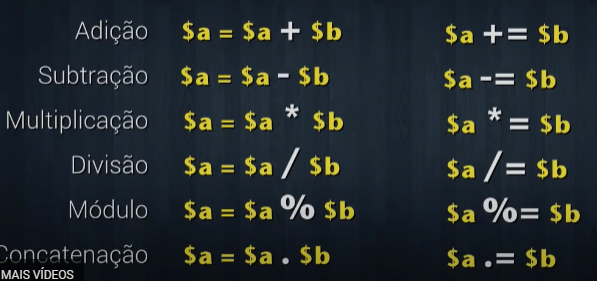 Adição $a = $a + $b $a += $b
Subtração $a = $a - $b $a -= $b
Multiplicação $a = $a * $b $a *= $b
Divisão $a = $a / $b $a /= $b
Módulo $a = $a % $b $a %= $b
Concatenação $a = $a . $b $a .= $b
MAIS VÍDEOS